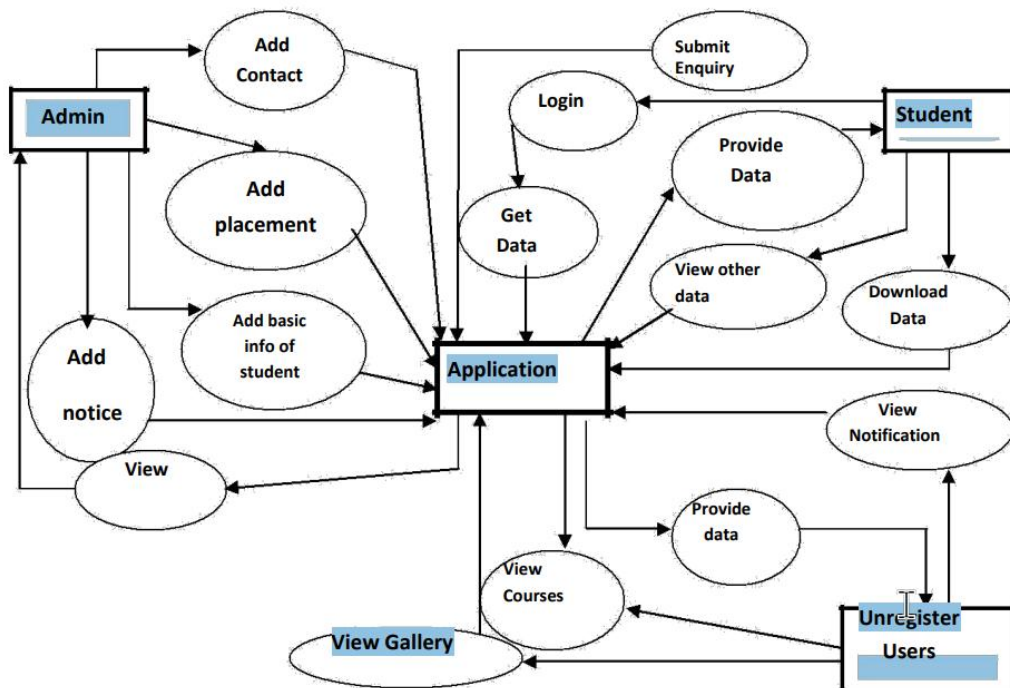 Add
Contact
Submit
Enquiry
Admin
Login
Student
Provide
Data
Add
placement
Get
Data
View other
data
Download
Data
Add basic
info of
student
Add
notice
Application
View
Notification
View
Provide
data
View
Courses
View Gallery
Unregister
Users